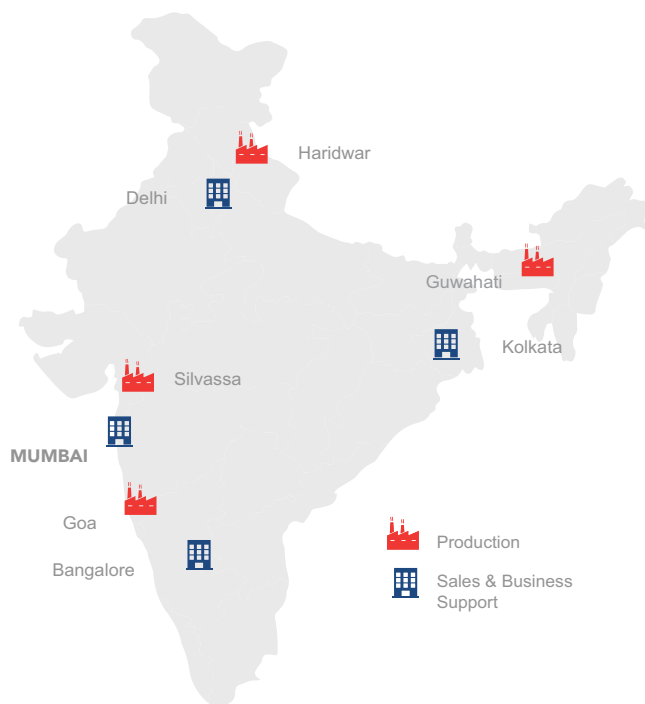 Haridwar
Delhi
Guwahati
Kolkata
Silvassa
MUMBAI
Goa
Bangalore
Production
Sales & Business
Support